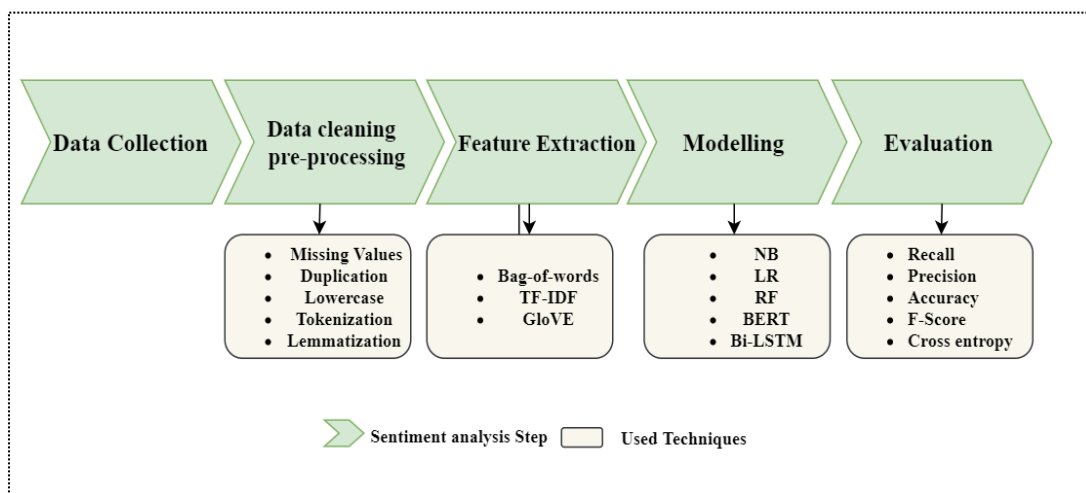 Data Collection
Data cleaning
pre-processing
Feature Extraction
Modelling
Evaluation
• Missing Values
• Duplication
• Lowercase
• Tokenization
• Lemmatization
• Bag-of-words
• TF-IDF
• GloVE
• NB
• LR
• RF
• BERT
• Bi-LSTM
• Recall
• Precision
• Accuracy
• F-Score
• Cross entropy
Sentiment analysis Step
Used Techniques